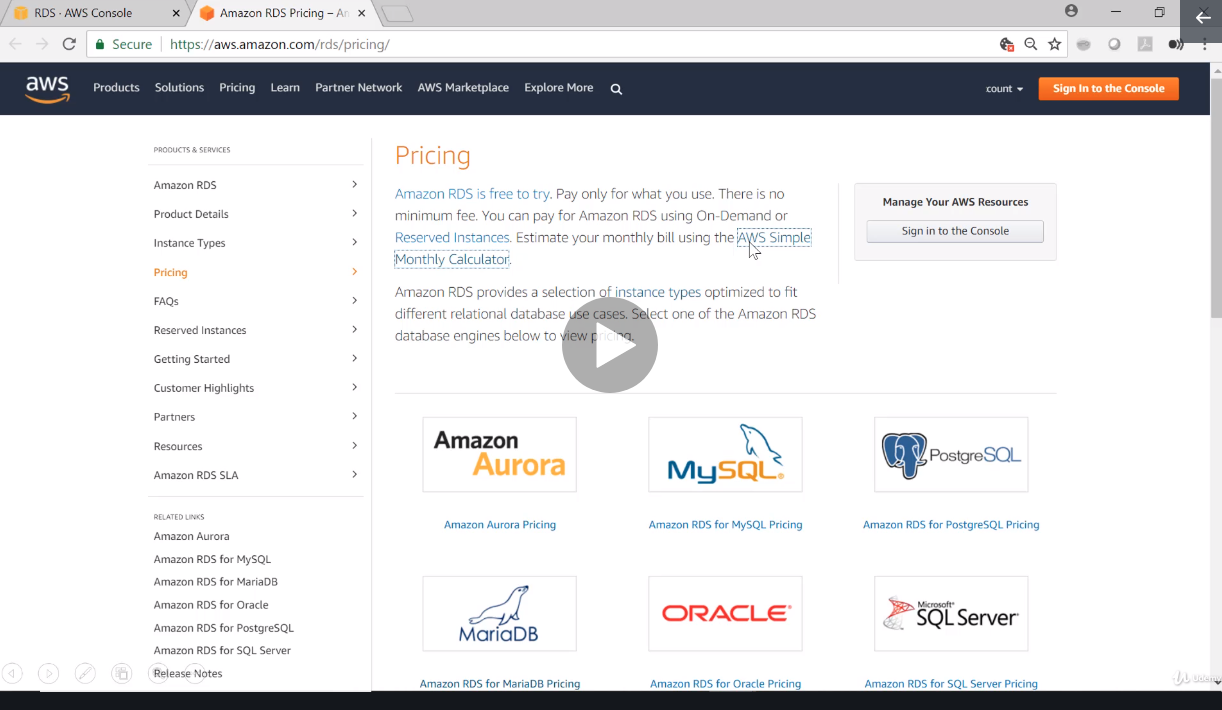 RDS · AWS Console
Amazon RDS Pricing – An
Secure
https://aws.amazon.com/rds/pricing/
aws
Products
Solutions
Pricing
Learn
Partner Network
AWS Marketplace
Explore More
count
Sign In to the Console
PRODUCTS & SERVICES
Amazon RDS
Product Details
Instance Types
Pricing
FAQs
Reserved Instances
Getting Started
Customer Highlights
Partners
Resources
Amazon RDS SLA
RELATED LINKS
Amazon Aurora
Amazon RDS for MySQL
Amazon RDS for MariaDB
Amazon RDS for Oracle
Amazon RDS for PostgreSQL
Amazon RDS for SQL Server
Release Notes
Pricing
Amazon RDS is free to try. Pay only for what you use. There is no
minimum fee. You can pay for Amazon RDS using On-Demand or
Reserved Instances. Estimate your monthly bill using the AWS Simple
Monthly Calculator.
Amazon RDS provides a selection of instance types optimized to fit
different relational database use cases. Select one of the Amazon RDS
database engines below to view pricing.
Manage Your AWS Resources
Sign in to the Console
Amazon
Aurora
MySQL®
PostgreSQL
Amazon Aurora Pricing
Amazon RDS for MySQL Pricing
Amazon RDS for PostgreSQL Pricing
MariaDB
ORACLE®
Microsoft®
SQL Server®
Amazon RDS for MariaDB Pricing
Amazon RDS for Oracle Pricing
Amazon RDS for SQL Server Pricing
Udemy